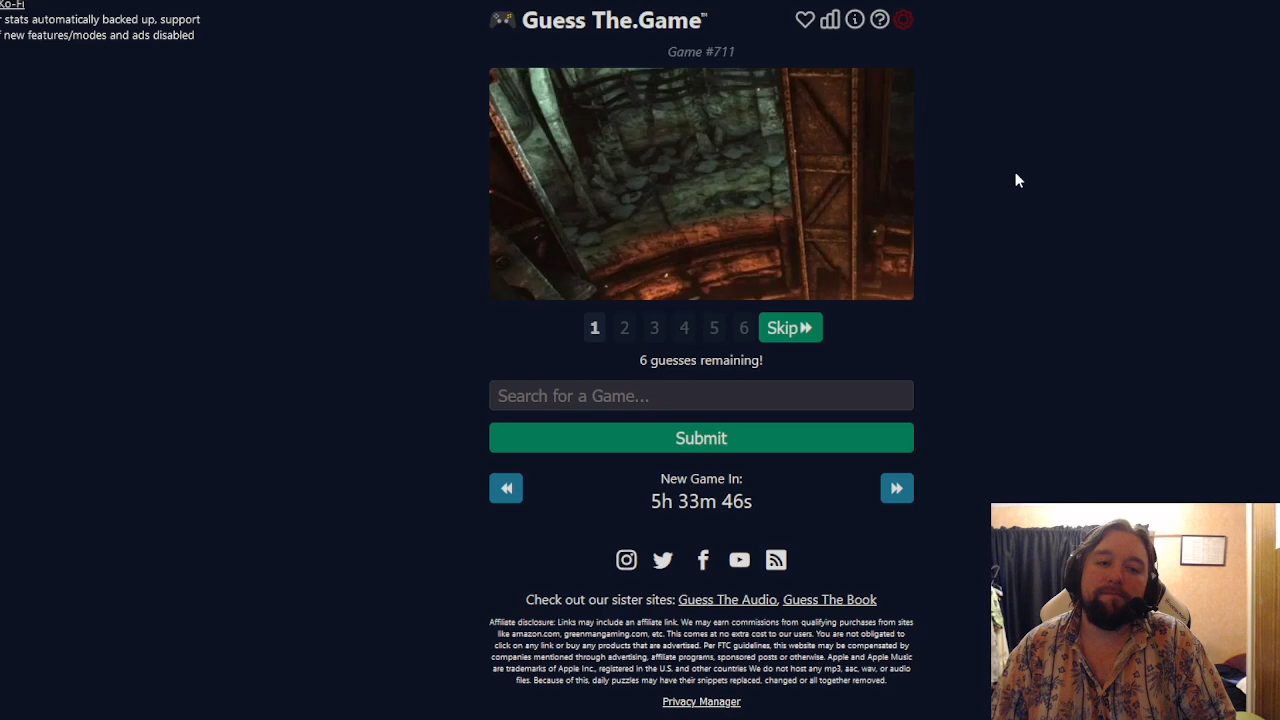 Ko-Fi
r stats automatically backed up, support
f new features/modes and ads disabled
Guess The.Game™
Game #711
1 2 3 4 5 6 Skip
6 guesses remaining!
Search for a Game...
Submit
New Game In:
5h 33m 46s
Check out our sister sites: Guess The Audio, Guess The Book
Affiliate disclosure: Links may include an affiliate link. We may earn commissions from qualifying purchases from sites
like amazon.com, greenmangaming.com, etc. This comes at no extra cost to our users. You are not obligated to
click on any link or buy any products that are advertised. Per FTC guidelines, this website may be compensated by
companies mentioned through advertising, affiliate programs, sponsored posts or otherwise. Apple and Apple Music
are trademarks of Apple Inc., registered in the U.S. and other countries We do not host any mp3, aac, wav, or audio
files. Because of this, daily puzzles may have their snippets replaced, changed or all together removed.
Privacy Manager